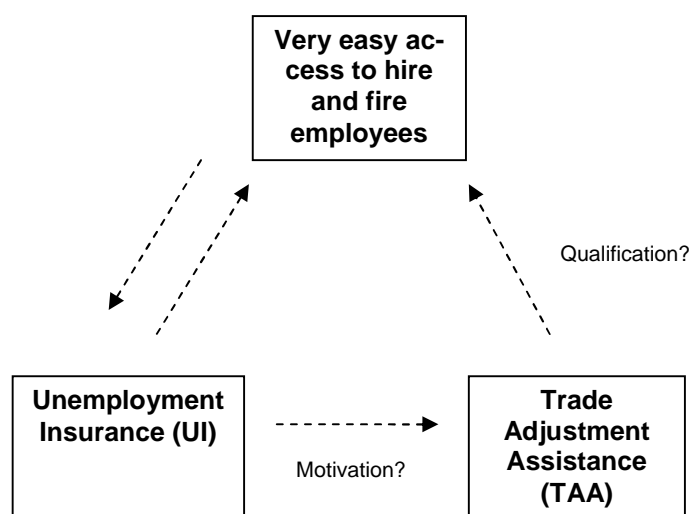 Very easy ac-
cess to hire
and fire
employees
Qualification?
Unemployment
Insurance (UI)
Motivation?
Trade
Adjustment
Assistance
(TAA)